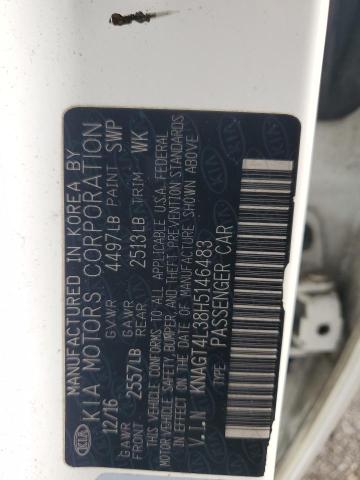 MANUFACTURED IN KOREA BY
KIA MOTORS CORPORATION
KIA
12/16 GVWR 4497LB PAINT SWP
GAWR FRONT 2557LB GAWR REAR 2513LB TRIM WK
THIS VEHICLE CONFORMS TO ALL APPLICABLE U.S.A. FEDERAL
MOTOR VEHICLE SAFETY, BUMPER, AND THEFT PREVENTION STANDARDS
IN EFFECT ON THE DATE OF MANUFACTURE SHOWN ABOVE
V.I.N KNAGT4L38H5146483
TYPE: PASSENGER CAR